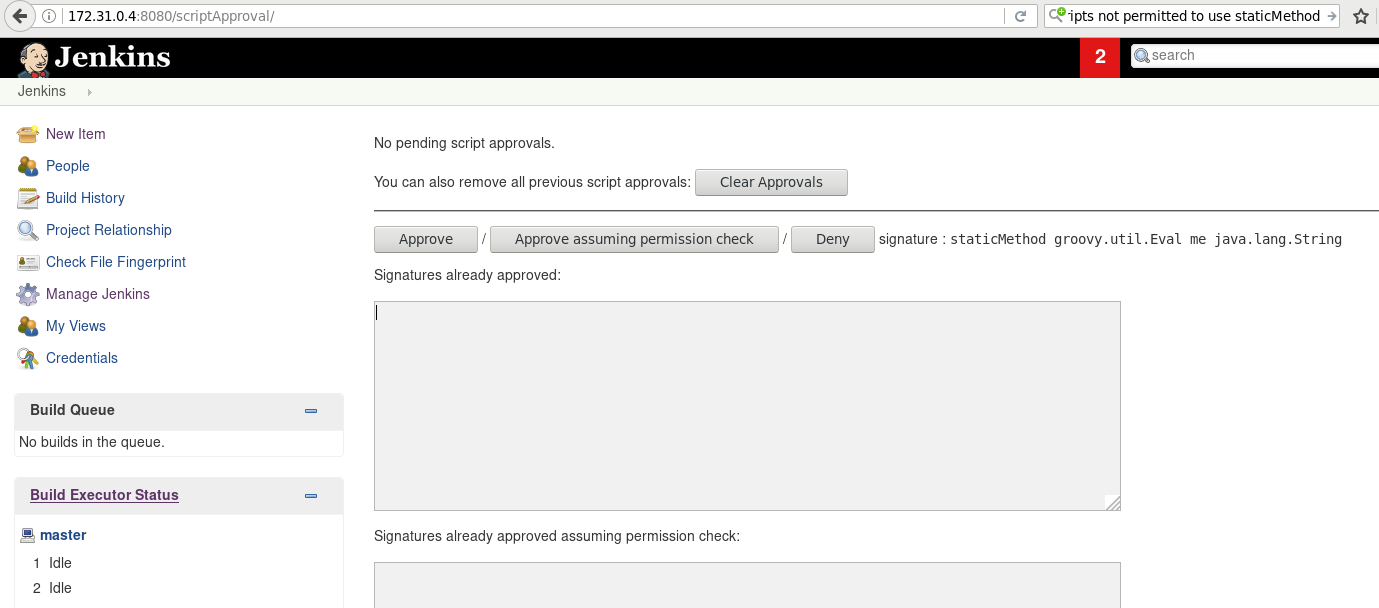 172.31.0.4:8080/scriptApproval/
ipts not permitted to use staticMethod
Jenkins
2
search
Jenkins
New Item
People
Build History
Project Relationship
Check File Fingerprint
Manage Jenkins
My Views
Credentials
Build Queue
No builds in the queue.
Build Executor Status
master
1 Idle
2 Idle
No pending script approvals.
You can also remove all previous script approvals: Clear Approvals
Approve / Approve assuming permission check / Deny signature : staticMethod groovy.util.Eval me java.lang.String
Signatures already approved:
Signatures already approved assuming permission check: